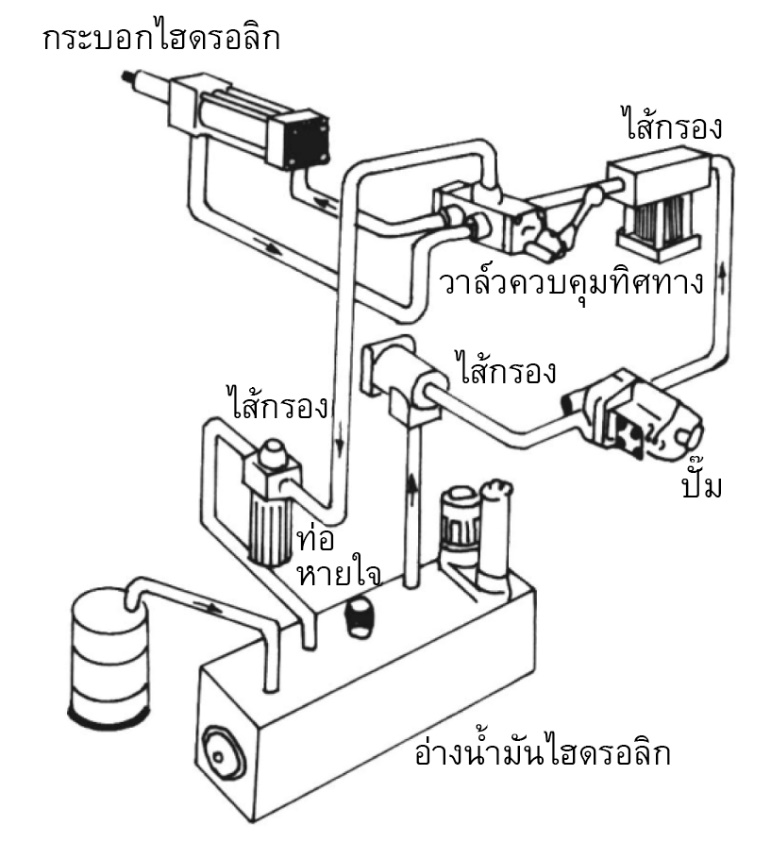 กระบอกไฮดรอลิก
ไส้กรอง
วาล์วควบคุมทิศทาง
ไส้กรอง
ไส้กรอง
ปั๊ม
ท่อ
หายใจ
อ่างน้ำมันไฮดรอลิก